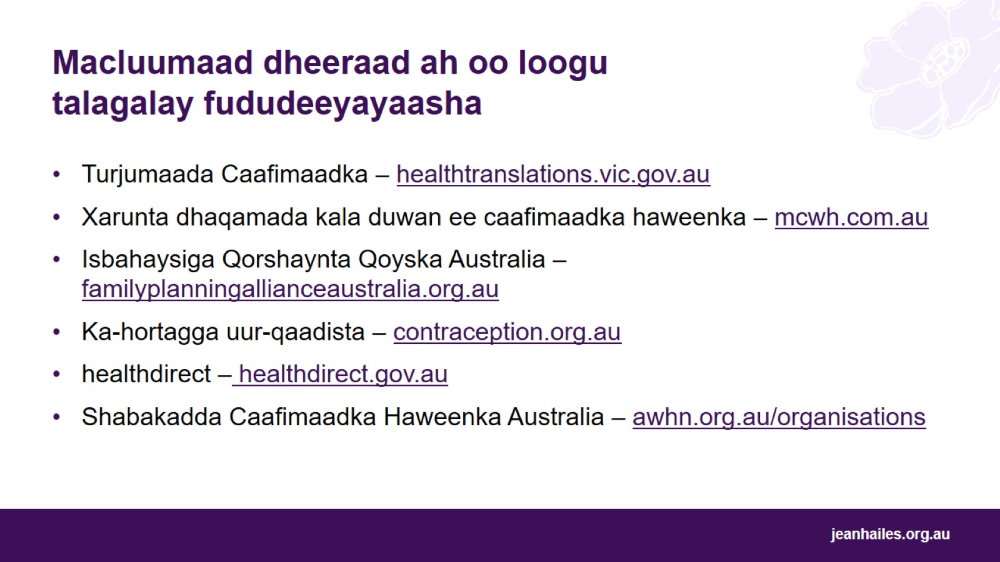 Macluumaad dheeraad ah oo loogu
talagalay fududeeyayaasha
• Turjumaada Caafimaadka – healthtranslations.vic.gov.au
• Xarunta dhaqamada kala duwan ee caafimaadka haweenka – mcwh.com.au
• Isbahaysiga Qorshaynta Qoyska Australia –
familyplanningallianceaustralia.org.au
• Ka-hortagga uur-qaadista – contraception.org.au
• healthdirect – healthdirect.gov.au
• Shabakadda Caafimaadka Haweenka Australia – awhn.org.au/organisations
jeanhailes.org.au